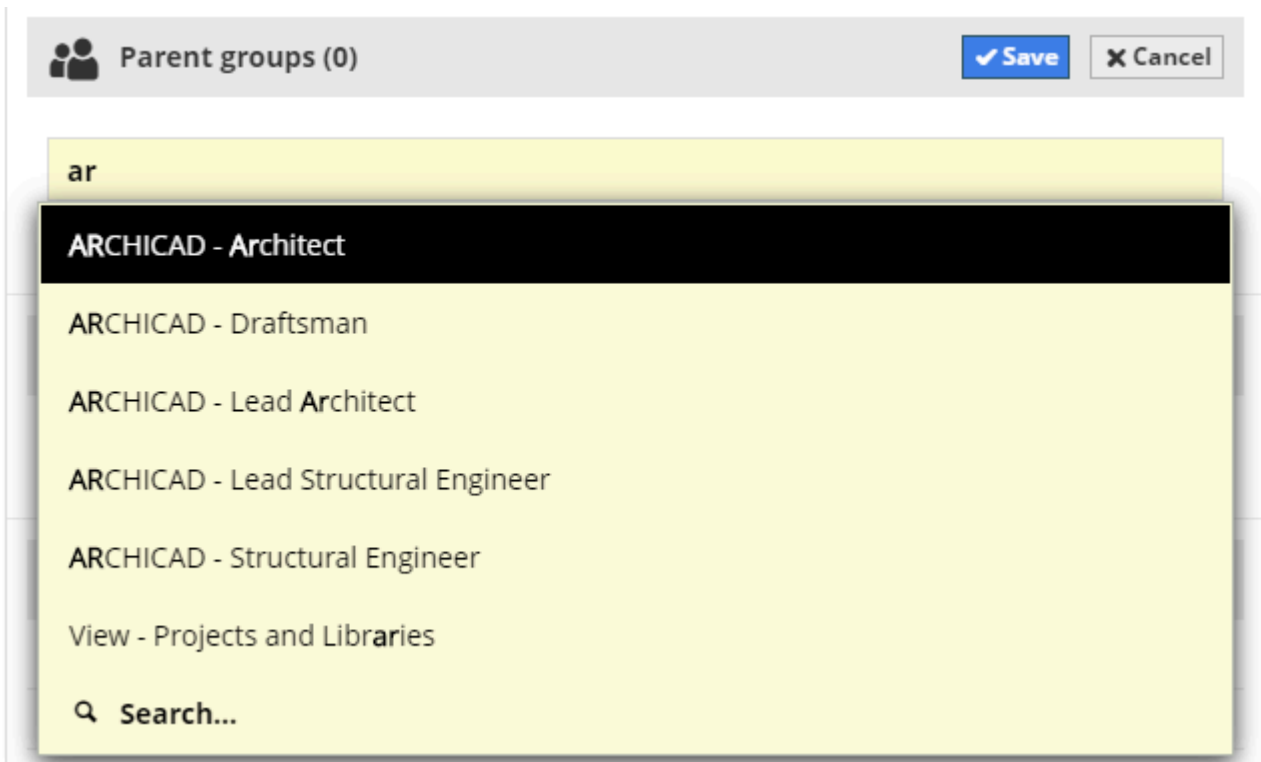 Parent groups (0)
Save
Cancel
ar
ARCHICAD - Architect
ARCHICAD - Draftsman
ARCHICAD - Lead Architect
ARCHICAD - Lead Structural Engineer
ARCHICAD - Structural Engineer
View - Projects and Libraries
Search...